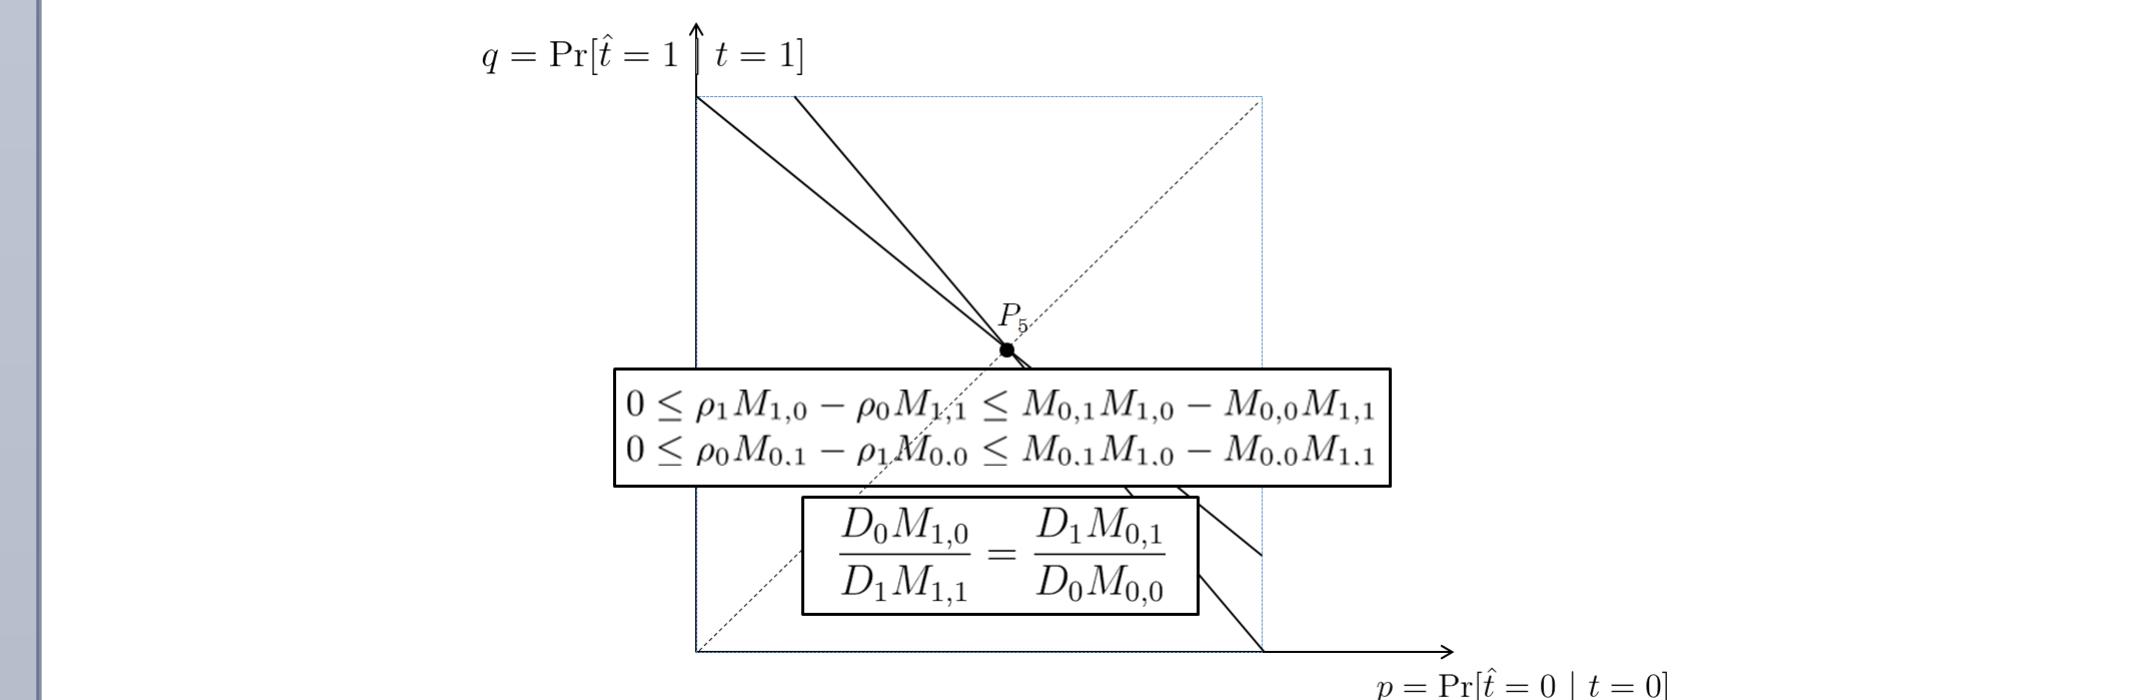 q = Pr[t̂ = 1 | t = 1]
P₅
0 ≤ ρ₁M₁,₀ − ρ₀M₁,₁ ≤ M₀,₁M₁,₀ − M₀,₀M₁,₁
0 ≤ ρ₀M₀,₁ − ρ₁M₀,₀ ≤ M₀,₁M₁,₀ − M₀,₀M₁,₁
D₀M₁,₀ / D₁M₁,₁ = D₁M₀,₁ / D₀M₀,₀
p = Pr[t̂ = 0 | t = 0]